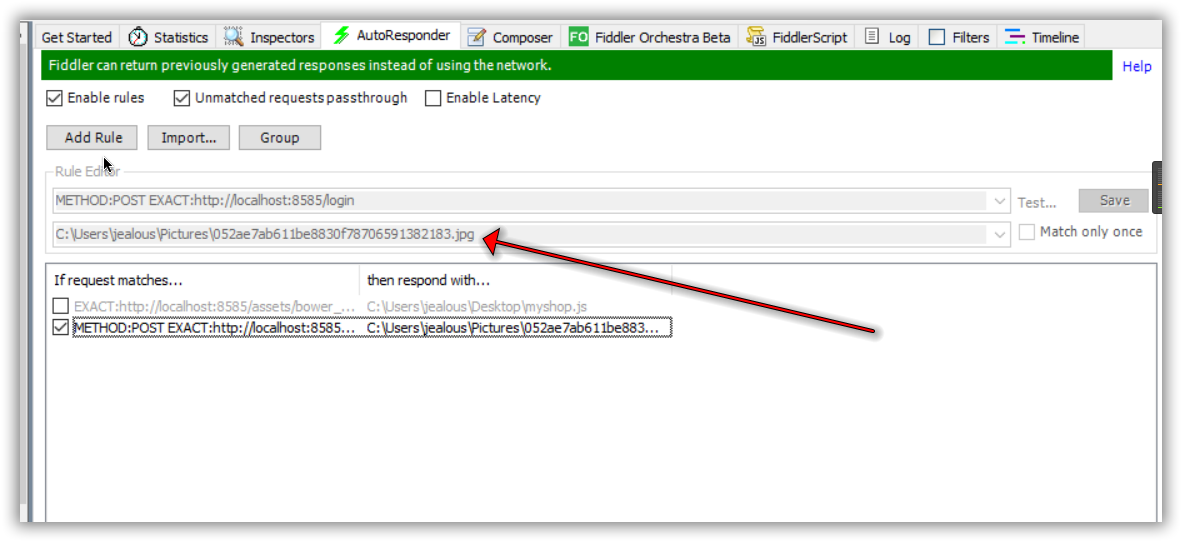 Get Started Statistics Inspectors AutoResponder Composer FO Fiddler Orchestra Beta JS FiddlerScript Log Filters Timeline
Fiddler can return previously generated responses instead of using the network. Help
Enable rules Unmatched requests passthrough Enable Latency
Add Rule Import... Group
Rule Editor
METHOD:POST EXACT:http://localhost:8585/login Test... Save
C:\Users\jealous\Pictures\052ae7ab611be8830f78706591382183.jpg Match only once
If request matches... then respond with...
EXACT:http://localhost:8585/assets/bower_... C:\Users\jealous\Desktop\myshop.js
METHOD:POST EXACT:http://localhost:8585... C:\Users\jealous\Pictures\052ae7ab611be883...